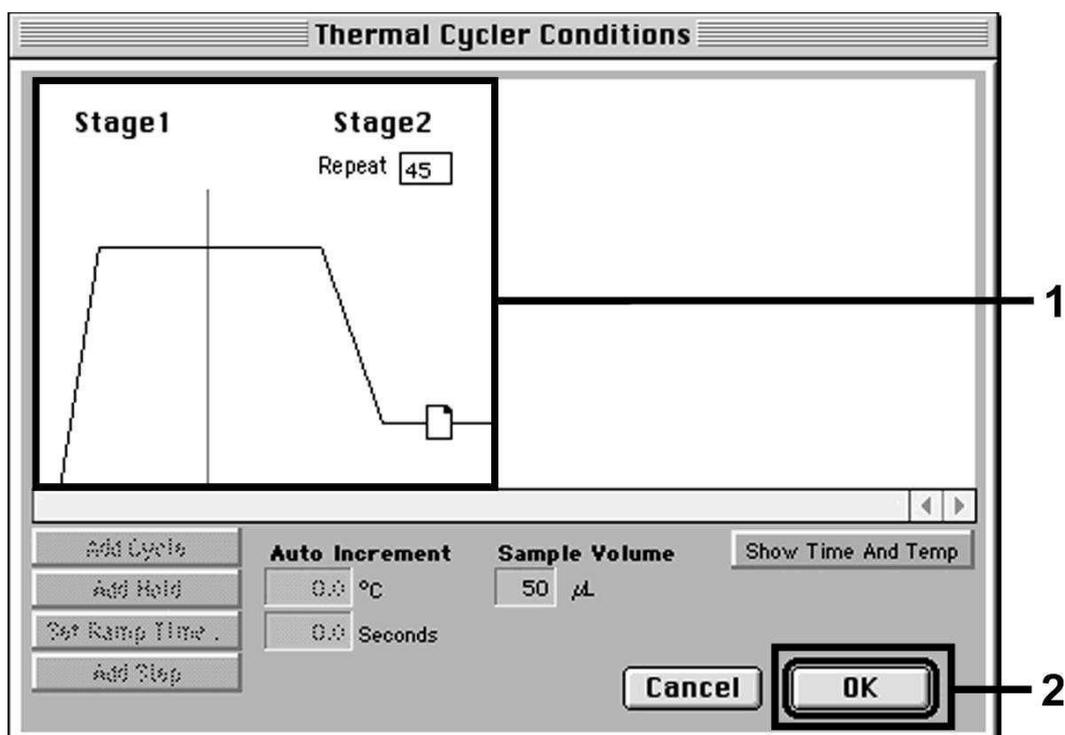 Thermal Cycler Conditions
Stage1 Stage2
Repeat 45
1
Add Cycle Auto Increment Sample Volume Show Time And Temp
Add Hold 0.0 °C 50 µL
Set Ramp Time . 0.0 Seconds
Add Step
Cancel OK 2